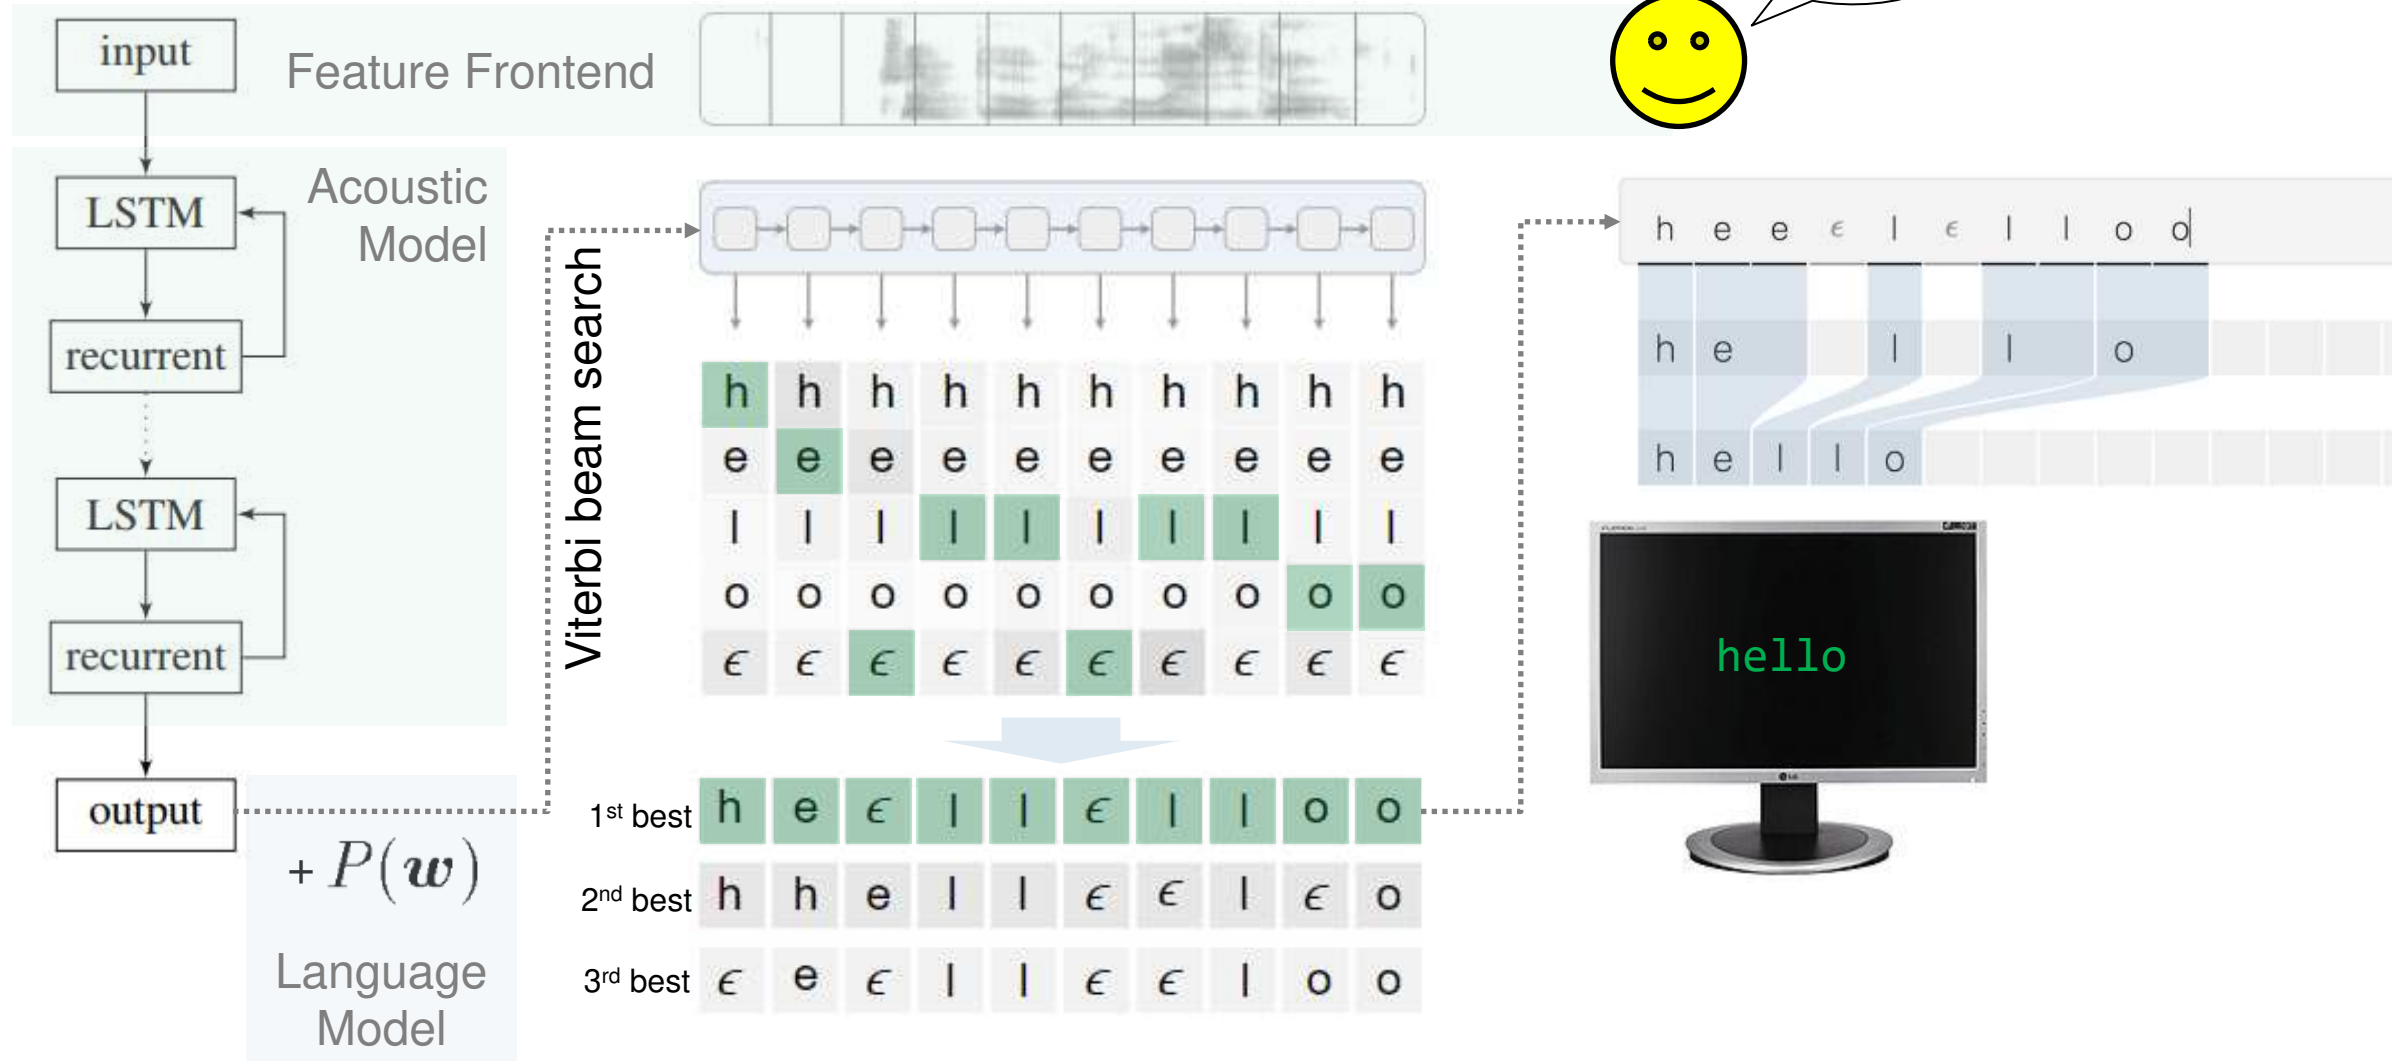 input
Feature Frontend
LSTM
Acoustic
Model
recurrent
LSTM
recurrent
output
+ P(w)
Language
Model
Viterbi beam search
h h h h h h h h h h
e e e e e e e e e e
l l l l l l l l l l
o o o o o o o o o o
ϵ ϵ ϵ ϵ ϵ ϵ ϵ ϵ ϵ ϵ
1st best h e ϵ l l ϵ l l o o
2nd best h h e l l ϵ ϵ l ϵ o
3rd best ϵ e ϵ l l ϵ ϵ l o o
h e e ϵ l ϵ l l o o
h e l l o
h e l l o
hello
LG